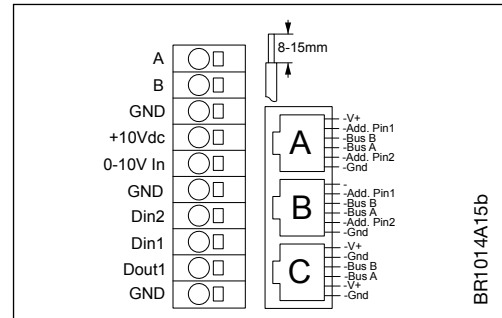 A
B
GND
+10Vdc
0-10V In
GND
Din2
Din1
Dout1
GND
8-15mm
A
-V+
-Add. Pin1
-Bus B
-Bus A
-Add. Pin2
-Gnd
B
-
-Add. Pin1
-Bus B
-Bus A
-Add. Pin2
-Gnd
C
-V+
-Gnd
-Bus B
-Bus A
-V+
-Gnd
BR1014A15b